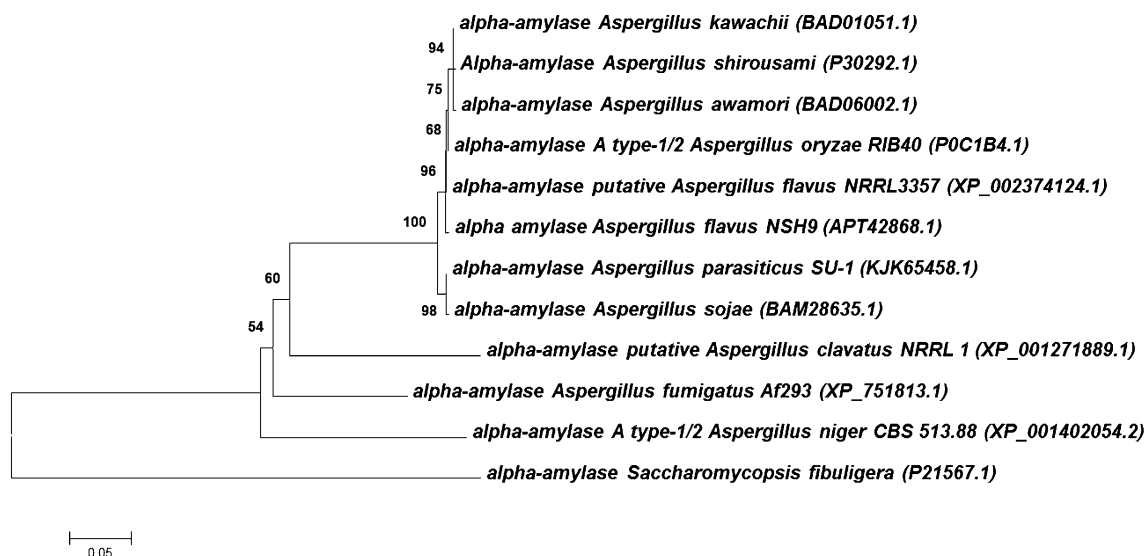 alpha-amylase Aspergillus kawachii (BAD01051.1)
94
Alpha-amylase Aspergillus shirousami (P30292.1)
75
alpha-amylase Aspergillus awamori (BAD06002.1)
68
alpha-amylase A type-1/2 Aspergillus oryzae RIB40 (P0C1B4.1)
96
alpha-amylase putative Aspergillus flavus NRRL3357 (XP_002374124.1)
100
alpha amylase Aspergillus flavus NSH9 (APT42868.1)
alpha-amylase Aspergillus parasiticus SU-1 (KJK65458.1)
60
98
alpha-amylase Aspergillus sojae (BAM28635.1)
54
alpha-amylase putative Aspergillus clavatus NRRL 1 (XP_001271889.1)
alpha-amylase Aspergillus fumigatus Af293 (XP_751813.1)
alpha-amylase A type-1/2 Aspergillus niger CBS 513.88 (XP_001402054.2)
alpha-amylase Saccharomycopsis fibuligera (P21567.1)
0.05